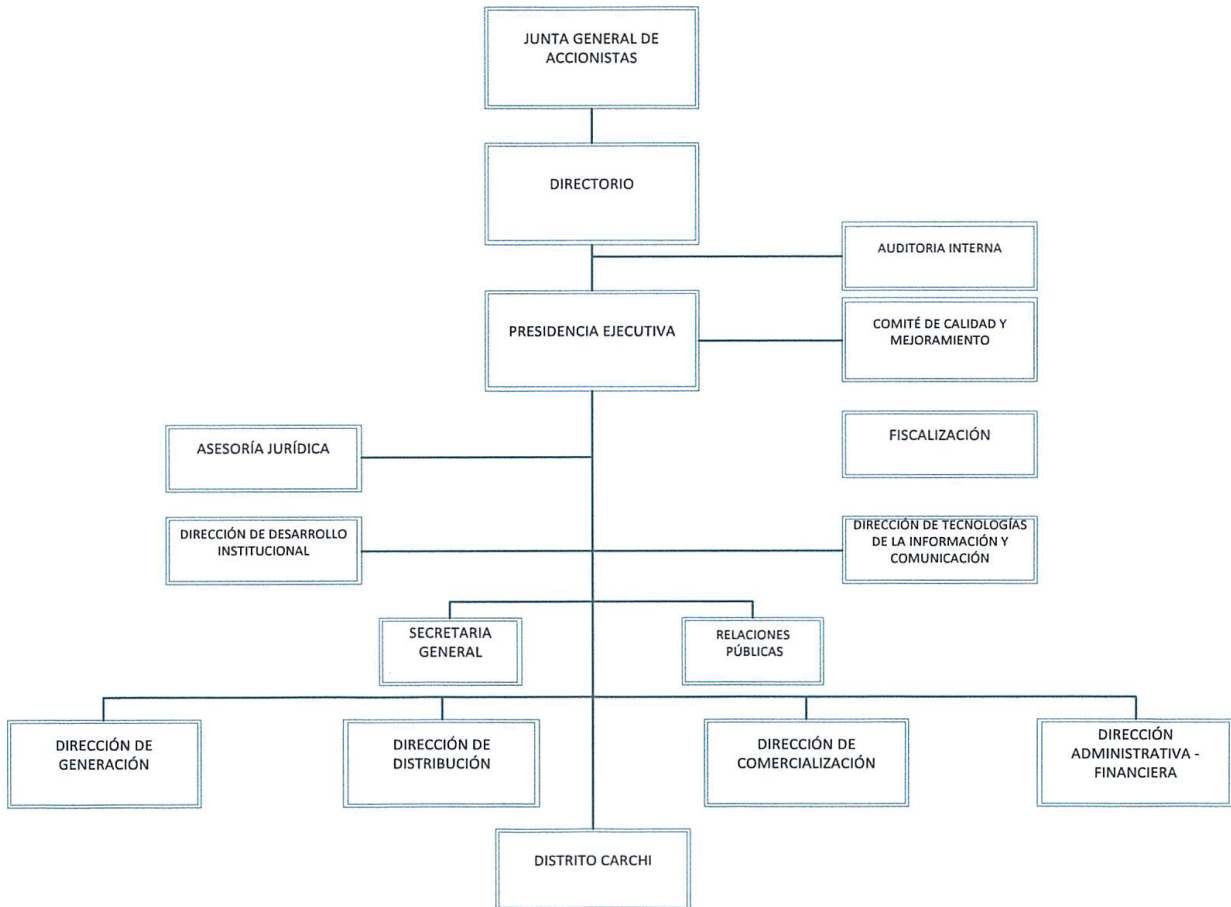 JUNTA GENERAL DE
ACCIONISTAS
DIRECTORIO
AUDITORIA INTERNA
PRESIDENCIA EJECUTIVA
COMITÉ DE CALIDAD Y
MEJORAMIENTO
ASESORÍA JURÍDICA
FISCALIZACIÓN
DIRECCIÓN DE DESARROLLO
INSTITUCIONAL
DIRECCIÓN DE TECNOLOGÍAS
DE LA INFORMACIÓN Y
COMUNICACIÓN
SECRETARIA
GENERAL
RELACIONES
PÚBLICAS
DIRECCIÓN DE
GENERACIÓN
DIRECCIÓN DE
DISTRIBUCIÓN
DIRECCIÓN DE
COMERCIALIZACIÓN
DIRECCIÓN
ADMINISTRATIVA -
FINANCIERA
DISTRITO CARCHI